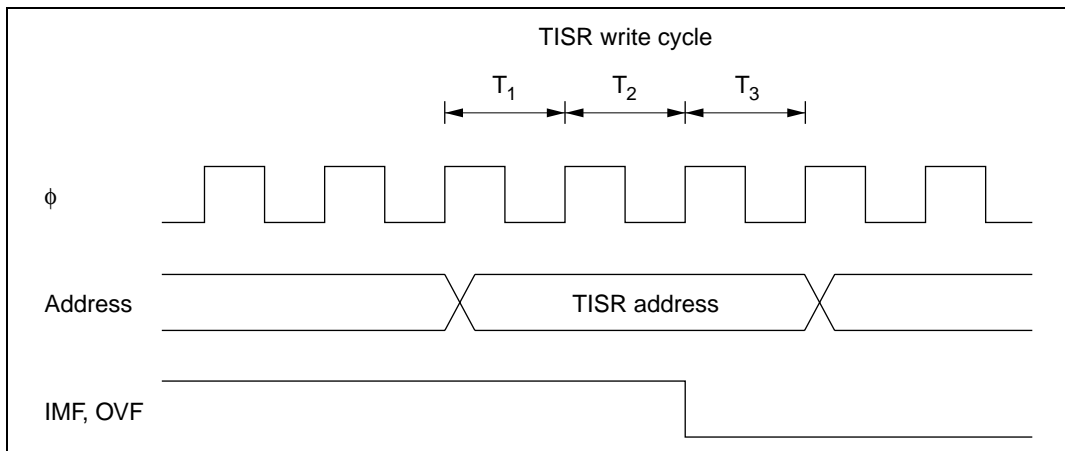 TISR write cycle
T1 T2 T3
φ
Address TISR address
IMF, OVF